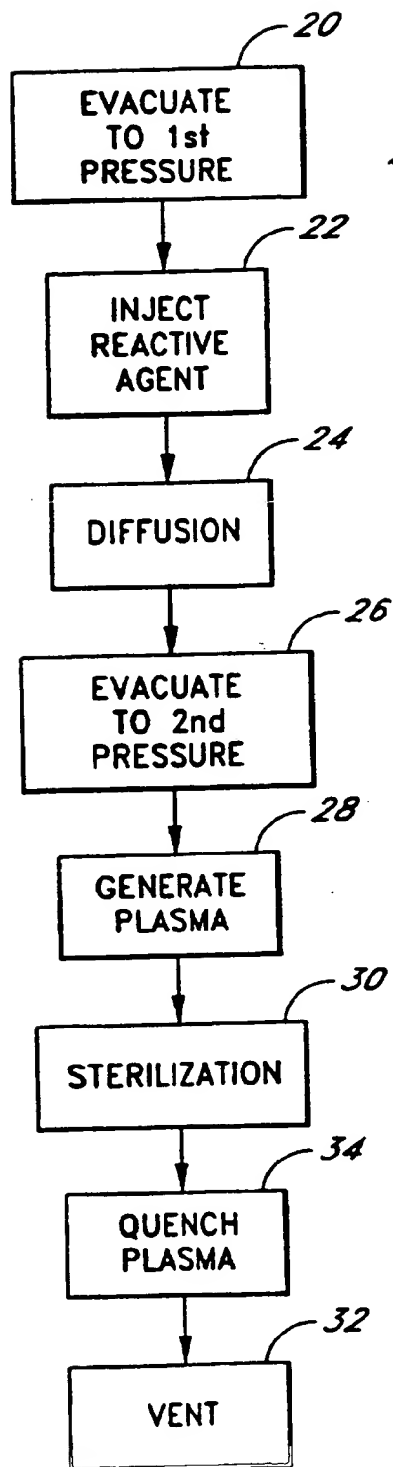 20
EVACUATE
TO 1st
PRESSURE
22
INJECT
REACTIVE
AGENT
24
DIFFUSION
26
EVACUATE
TO 2nd
PRESSURE
28
GENERATE
PLASMA
30
STERILIZATION
34
QUENCH
PLASMA
32
VENT